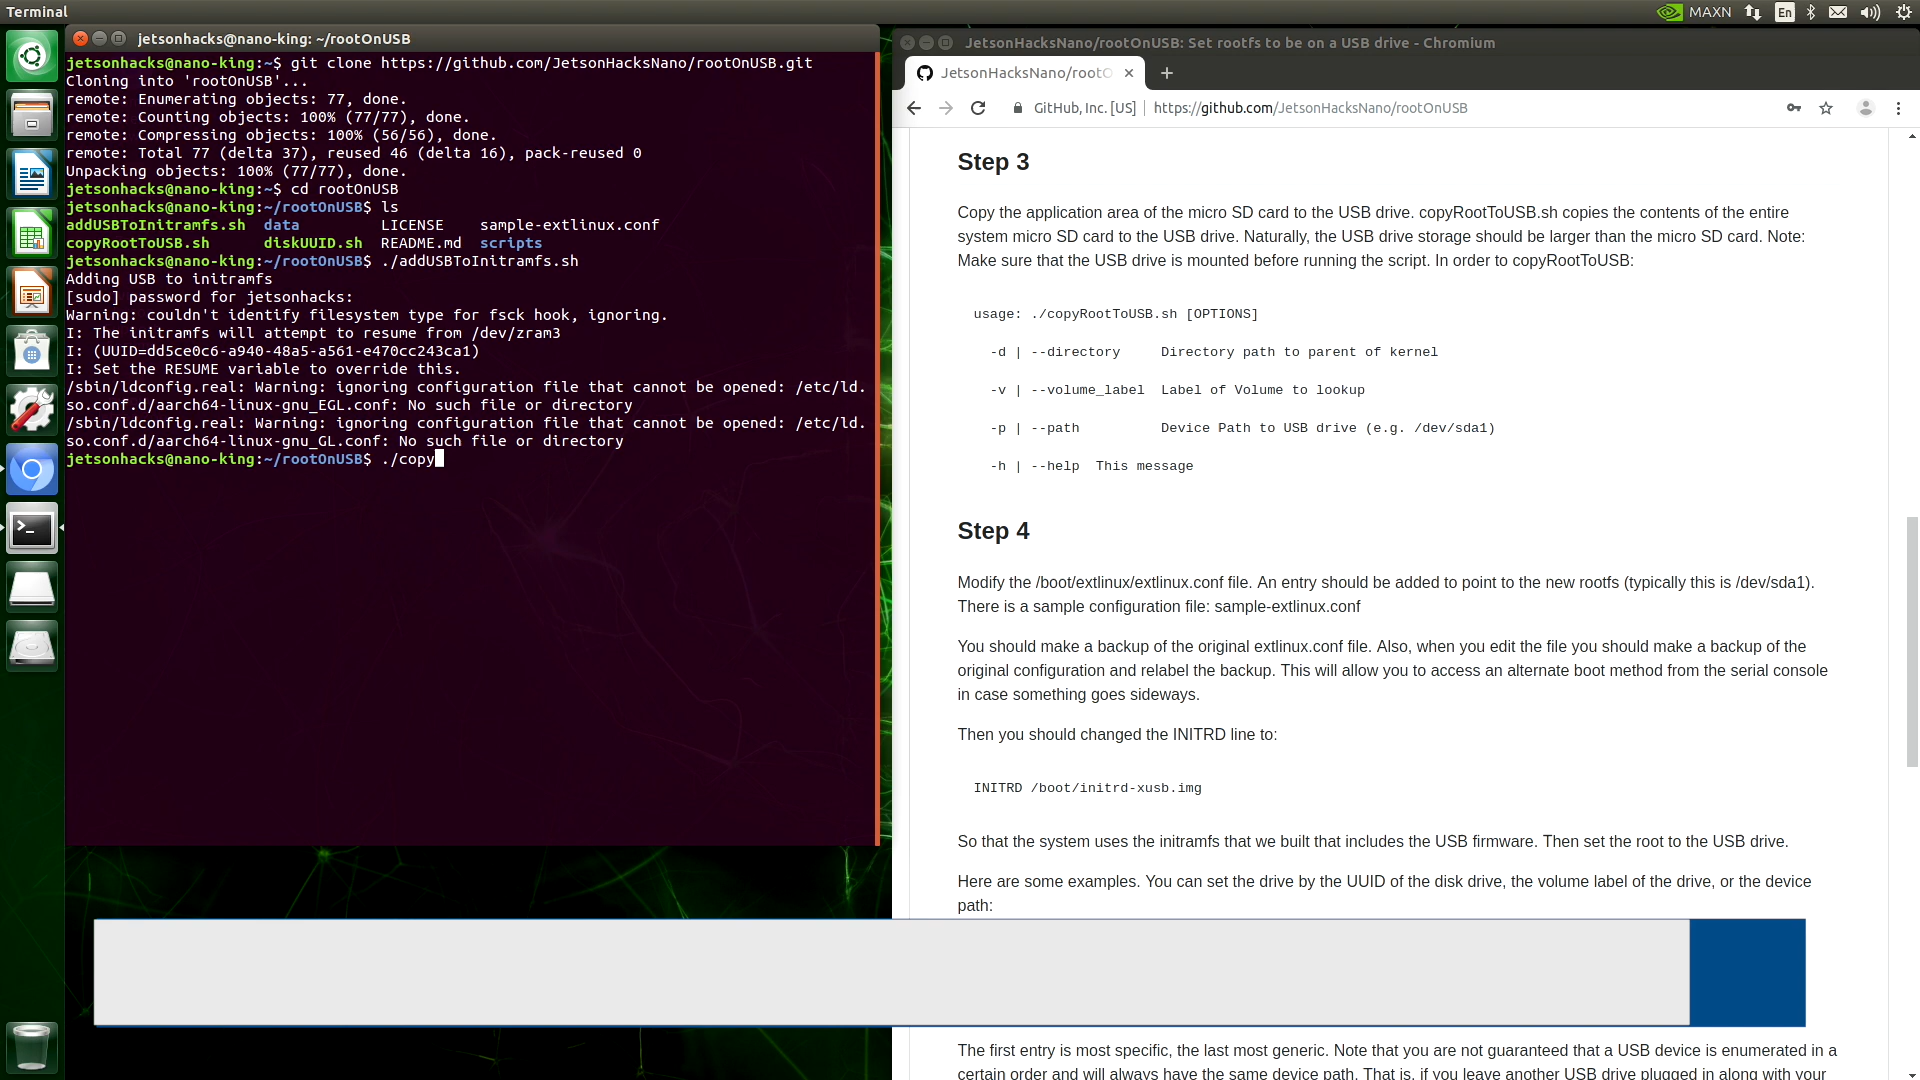 Terminal
MAXN
En
jetsonhacks@nano-king: ~/rootOnUSB
jetsonhacks@nano-king:~$ git clone https://github.com/JetsonHacksNano/rootOnUSB.git
Cloning into 'rootOnUSB'...
remote: Enumerating objects: 77, done.
remote: Counting objects: 100% (77/77), done.
remote: Compressing objects: 100% (56/56), done.
remote: Total 77 (delta 37), reused 46 (delta 16), pack-reused 0
Unpacking objects: 100% (77/77), done.
jetsonhacks@nano-king:~$ cd rootOnUSB
jetsonhacks@nano-king:~/rootOnUSB$ ls
addUSBToInitramfs.sh  data         LICENSE    sample-extlinux.conf
copyRootToUSB.sh      diskUUID.sh  README.md  scripts
jetsonhacks@nano-king:~/rootOnUSB$ ./addUSBToInitramfs.sh
Adding USB to initramfs
[sudo] password for jetsonhacks:
Warning: couldn't identify filesystem type for fsck hook, ignoring.
I: The initramfs will attempt to resume from /dev/zram3
I: (UUID=dd5ce0c6-a940-48a5-a561-e470cc243ca1)
I: Set the RESUME variable to override this.
/sbin/ldconfig.real: Warning: ignoring configuration file that cannot be opened: /etc/ld.
so.conf.d/aarch64-linux-gnu_EGL.conf: No such file or directory
/sbin/ldconfig.real: Warning: ignoring configuration file that cannot be opened: /etc/ld.
so.conf.d/aarch64-linux-gnu_GL.conf: No such file or directory
jetsonhacks@nano-king:~/rootOnUSB$ ./copy
JetsonHacksNano/rootOnUSB: Set rootfs to be on a USB drive - Chromium
JetsonHacksNano/rootO
GitHub, Inc. [US] | https://github.com/JetsonHacksNano/rootOnUSB
Step 3
Copy the application area of the micro SD card to the USB drive. copyRootToUSB.sh copies the contents of the entire
system micro SD card to the USB drive. Naturally, the USB drive storage should be larger than the micro SD card. Note:
Make sure that the USB drive is mounted before running the script. In order to copyRootToUSB:
usage: ./copyRootToUSB.sh [OPTIONS]
-d | --directory     Directory path to parent of kernel
-v | --volume_label  Label of Volume to lookup
-p | --path          Device Path to USB drive (e.g. /dev/sda1)
-h | --help  This message
Step 4
Modify the /boot/extlinux/extlinux.conf file. An entry should be added to point to the new rootfs (typically this is /dev/sda1).
There is a sample configuration file: sample-extlinux.conf
You should make a backup of the original extlinux.conf file. Also, when you edit the file you should make a backup of the
original configuration and relabel the backup. This will allow you to access an alternate boot method from the serial console
in case something goes sideways.
Then you should changed the INITRD line to:
INITRD /boot/initrd-xusb.img
So that the system uses the initramfs that we built that includes the USB firmware. Then set the root to the USB drive.
Here are some examples. You can set the drive by the UUID of the disk drive, the volume label of the drive, or the device
path:
The first entry is most specific, the last most generic. Note that you are not guaranteed that a USB device is enumerated in a
certain order and will always have the same device path. That is, if you leave another USB drive plugged in along with your